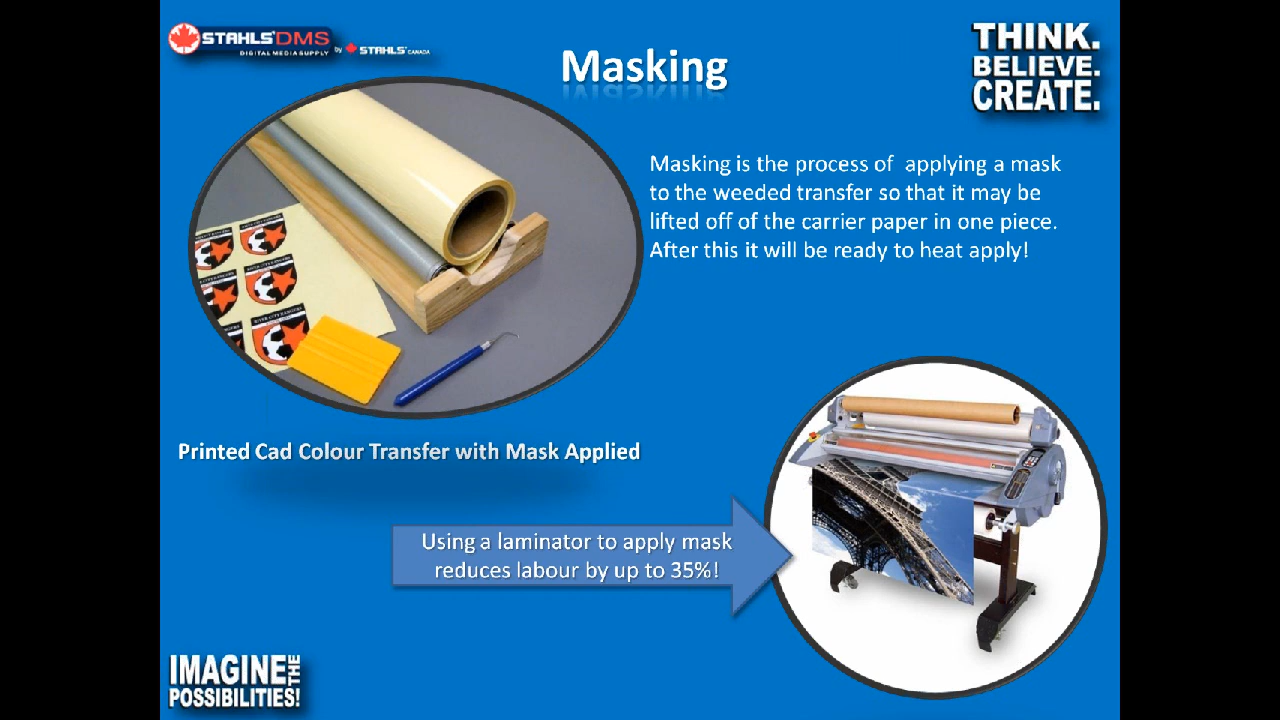 STAHLS'DMS
DIGITAL MEDIA SUPPLY
by STAHLS' CANADA
Masking
THINK.
BELIEVE.
CREATE.
Masking is the process of applying a mask
to the weeded transfer so that it may be
lifted off of the carrier paper in one piece.
After this it will be ready to heat apply!
RIVER CITY RANGERS
Printed Cad Colour Transfer with Mask Applied
Using a laminator to apply mask
reduces labour by up to 35%!
IMAGINE THE
POSSIBILITIES!